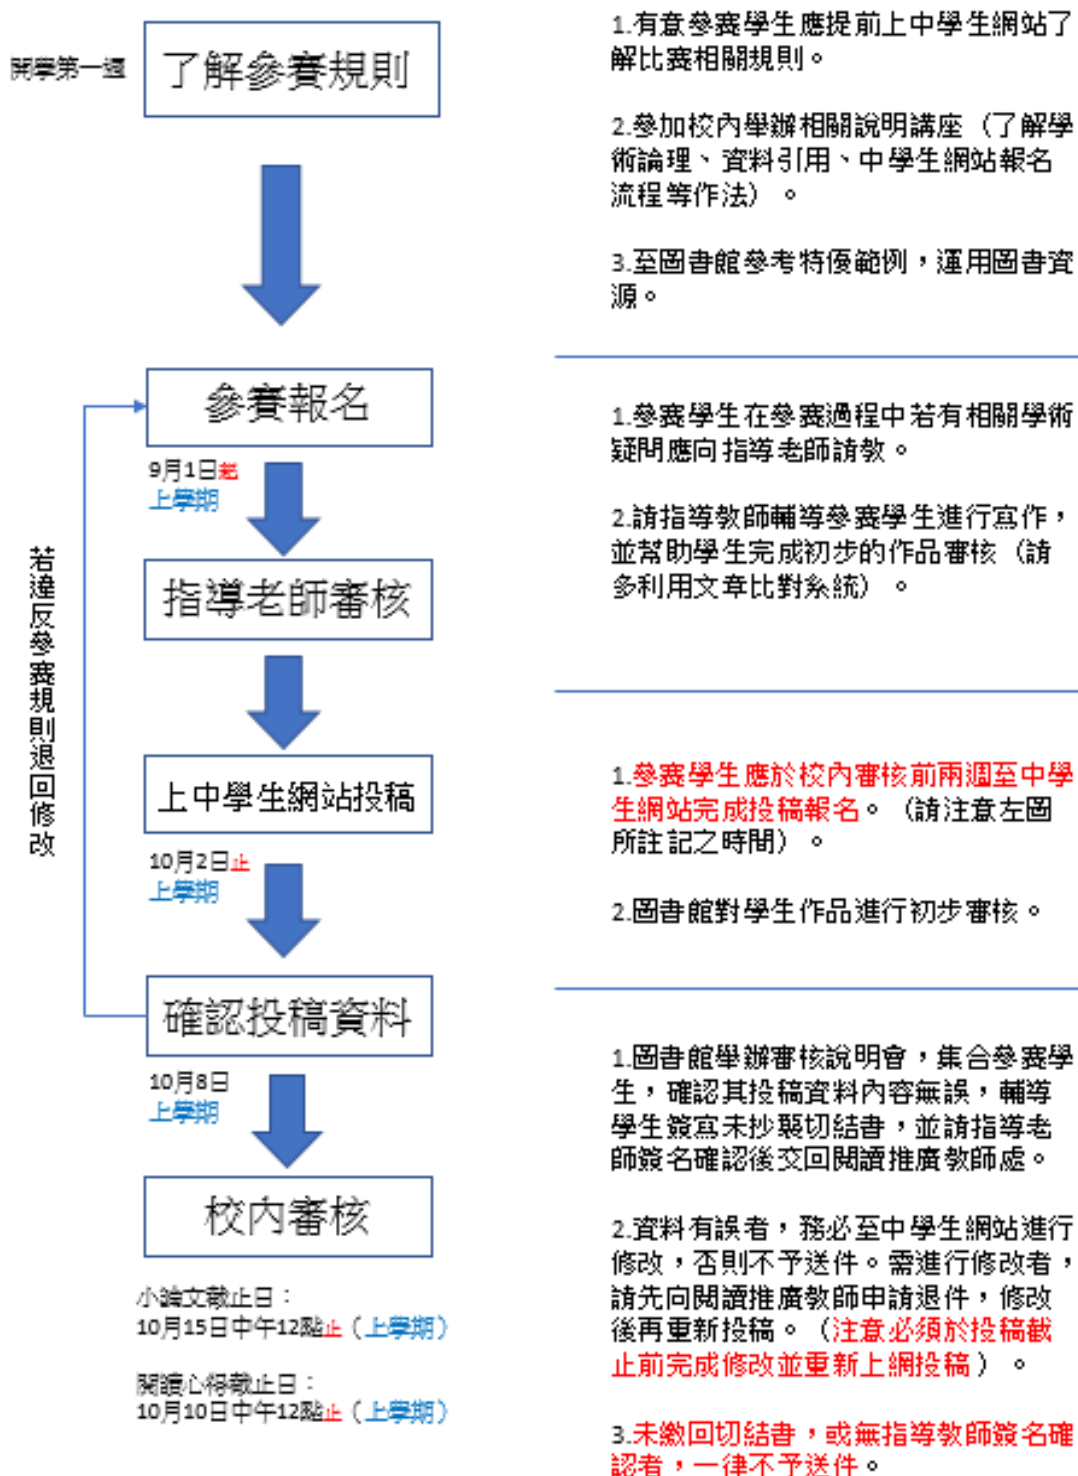 開學第一週
了解參賽規則
1.有意參賽學生應提前上中學生網站了
解比賽相關規則。
2.參加校內舉辦相關說明講座（了解學
術論理、資料引用、中學生網站報名
流程等作法）。
3.至圖書館參考特優範例，運用圖書資
源。
參賽報名
9月1日起
上學期
1.參賽學生在參賽過程中若有相關學術
疑問應向指導老師請教。
2.請指導教師輔導參賽學生進行寫作，
並幫助學生完成初步的作品審核（請
多利用文章比對系統）。
指導老師審核
若違反參賽規則退回修改
上中學生網站投稿
10月2日止
上學期
1.參賽學生應於校內審核前兩週至中學
生網站完成投稿報名。（請注意左圖
所註記之時間）。
2.圖書館對學生作品進行初步審核。
確認投稿資料
10月8日
上學期
1.圖書館舉辦審核說明會，集合參賽學
生，確認其投稿資料內容無誤，輔導
學生簽寫未抄襲切結書，並請指導老
師簽名確認後交回閱讀推廣教師處。
2.資料有誤者，務必至中學生網站進行
修改，否則不予送件。需進行修改者，
請先向閱讀推廣教師申請退件，修改
後再重新投稿。（注意必須於投稿截
止前完成修改並重新上網投稿）。
3.未繳回切結書，或無指導教師簽名確
認者，一律不予送件。
校內審核
小論文截止日：
10月15日中午12點止（上學期）
閱讀心得截止日：
10月10日中午12點止（上學期）